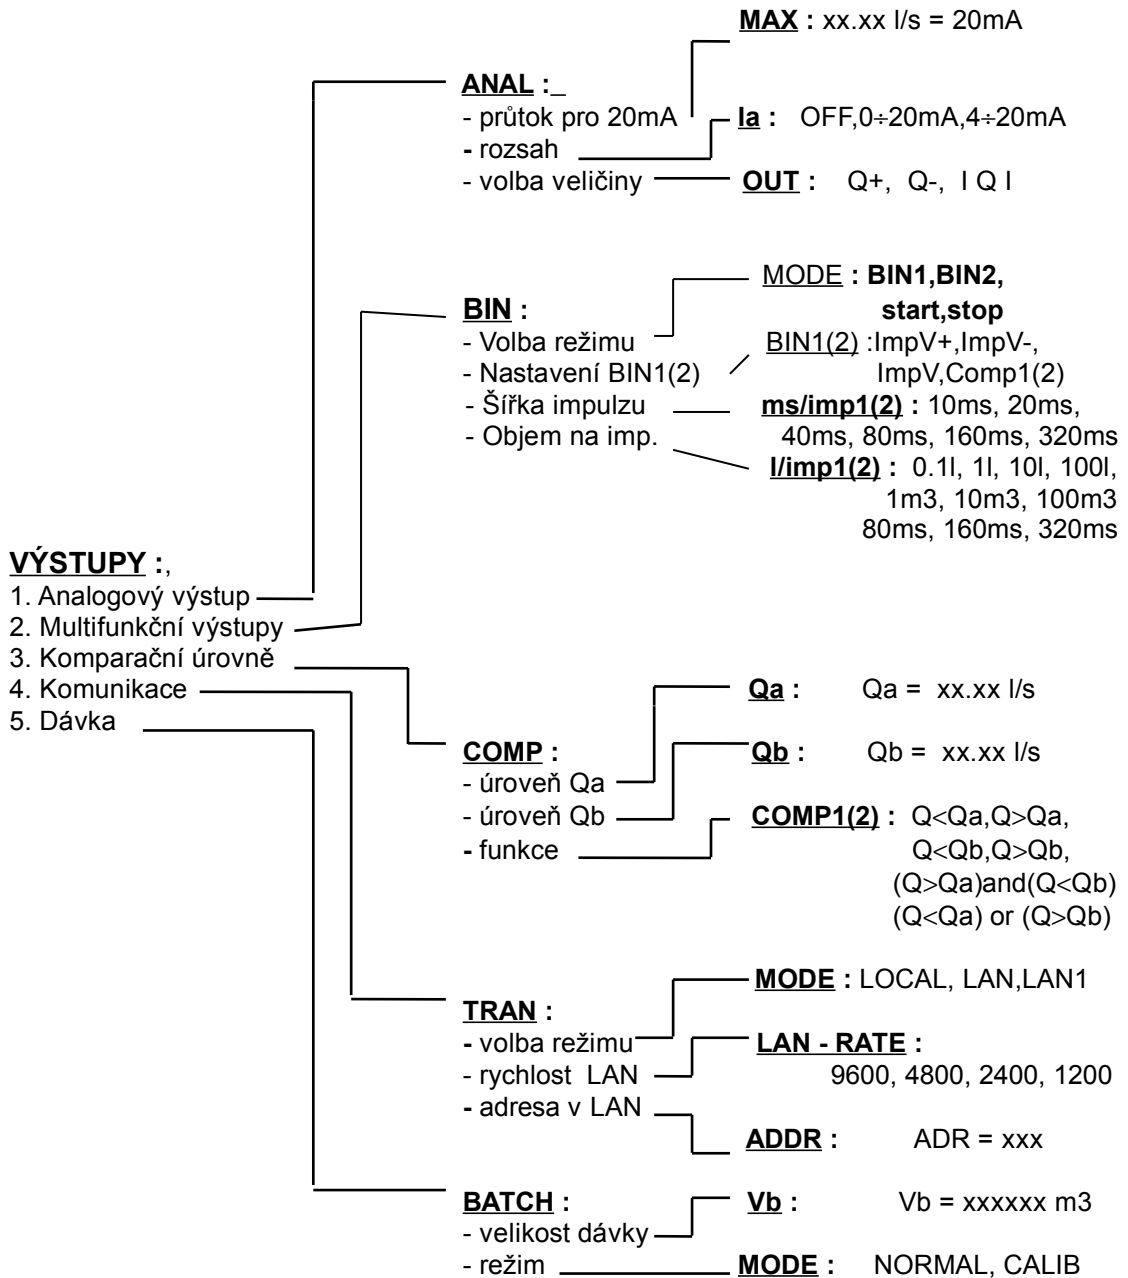 MAX : xx.xx l/s = 20mA
ANAL :_
- průtok pro 20mA
Ia : OFF,0÷20mA,4÷20mA
- rozsah
- volba veličiny
OUT : Q+, Q-, I Q I
MODE : BIN1,BIN2,
start,stop
BIN :
- Volba režimu
BIN1(2) :ImpV+,ImpV-,
ImpV,Comp1(2)
- Nastavení BIN1(2)
- Šířka impulzu
ms/imp1(2) : 10ms, 20ms,
40ms, 80ms, 160ms, 320ms
- Objem na imp.
l/imp1(2) : 0.1l, 1l, 10l, 100l,
1m3, 10m3, 100m3
80ms, 160ms, 320ms
VÝSTUPY :,
1. Analogový výstup
2. Multifunkční výstupy
3. Komparační úrovně
4. Komunikace
5. Dávka
Qa : Qa = xx.xx l/s
COMP :
Qb : Qb = xx.xx l/s
- úroveň Qa
- úroveň Qb
- funkce
COMP1(2) : Q<Qa,Q>Qa,
Q<Qb,Q>Qb,
(Q>Qa)and(Q<Qb)
(Q<Qa) or (Q>Qb)
MODE : LOCAL, LAN,LAN1
TRAN :
- volba režimu
LAN - RATE :
9600, 4800, 2400, 1200
- rychlost LAN
- adresa v LAN
ADDR : ADR = xxx
BATCH :
Vb : Vb = xxxxxx m3
- velikost dávky
- režim
MODE : NORMAL, CALIB